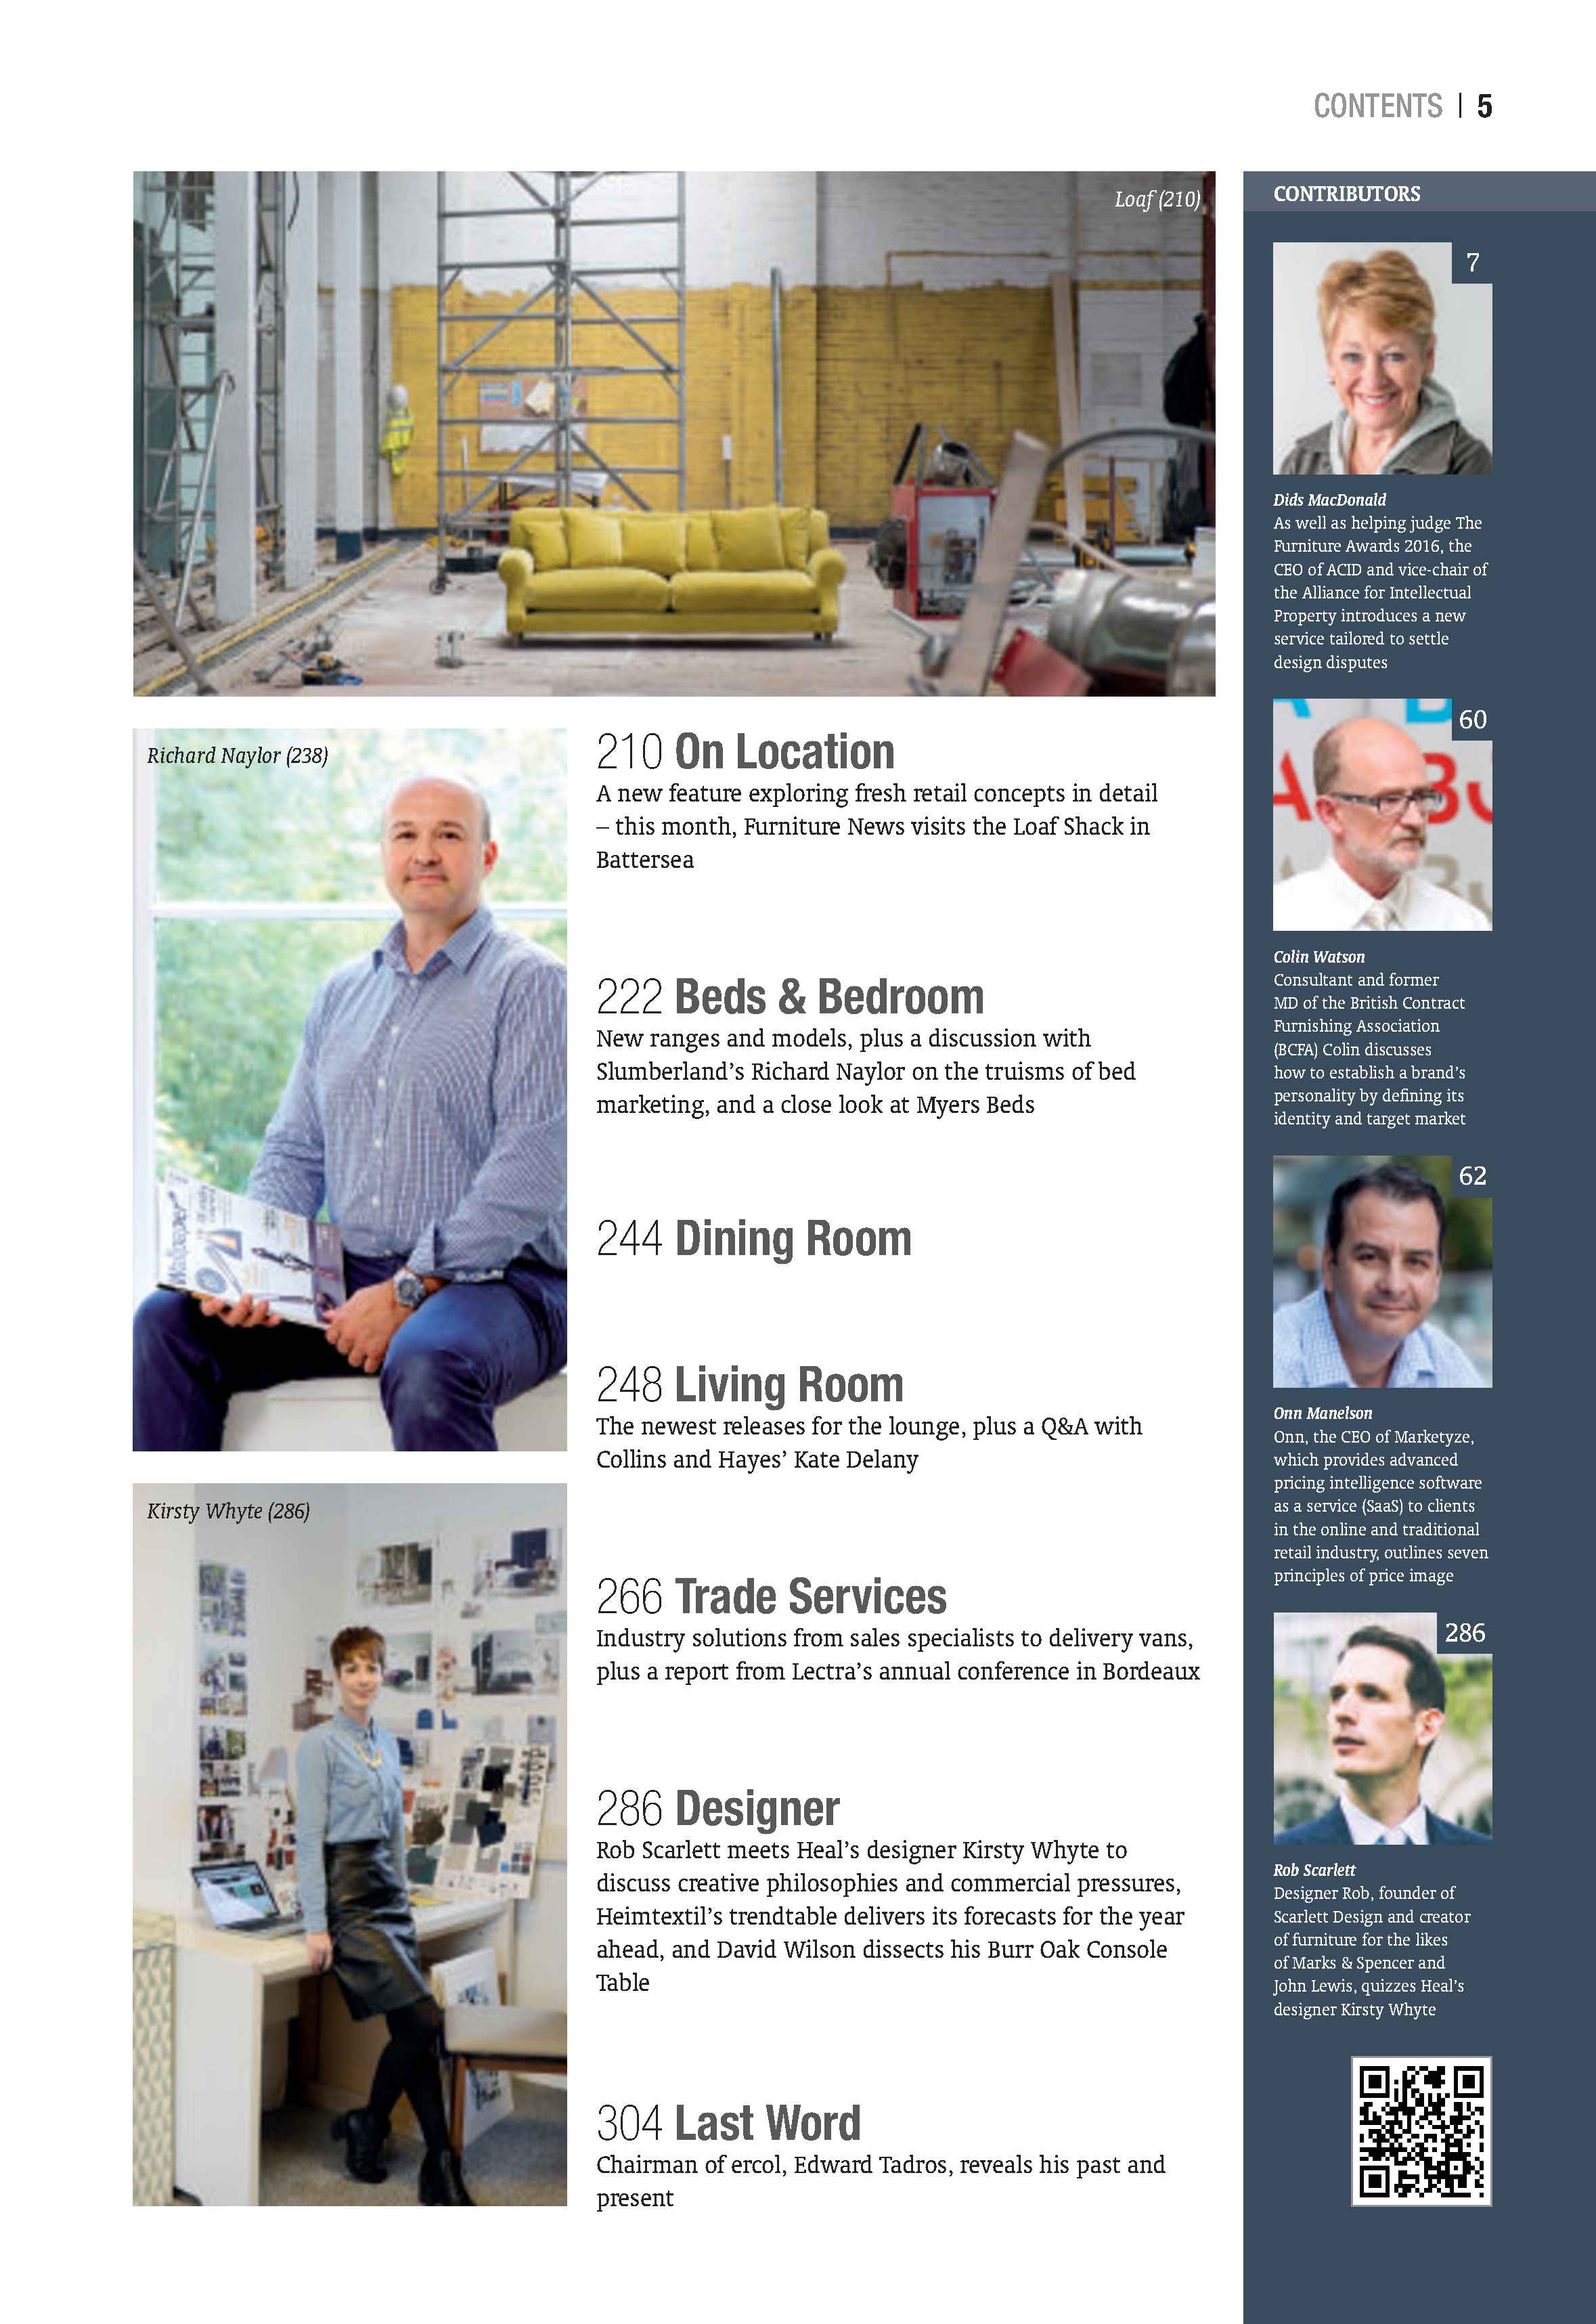 CONTENTS | 5
Loaf (210)
Richard Naylor (238)
Wallpaper*
Kirsty Whyte (286)
210 On Location
A new feature exploring fresh retail concepts in detail
– this month, Furniture News visits the Loaf Shack in
Battersea
222 Beds & Bedroom
New ranges and models, plus a discussion with
Slumberland’s Richard Naylor on the truisms of bed
marketing, and a close look at Myers Beds
244 Dining Room
248 Living Room
The newest releases for the lounge, plus a Q&A with
Collins and Hayes’ Kate Delany
266 Trade Services
Industry solutions from sales specialists to delivery vans,
plus a report from Lectra’s annual conference in Bordeaux
286 Designer
Rob Scarlett meets Heal’s designer Kirsty Whyte to
discuss creative philosophies and commercial pressures,
Heimtextil’s trendtable delivers its forecasts for the year
ahead, and David Wilson dissects his Burr Oak Console
Table
304 Last Word
Chairman of ercol, Edward Tadros, reveals his past and
present
CONTRIBUTORS
7
Dids MacDonald
As well as helping judge The
Furniture Awards 2016, the
CEO of ACID and vice-chair of
the Alliance for Intellectual
Property introduces a new
service tailored to settle
design disputes
60
Colin Watson
Consultant and former
MD of the British Contract
Furnishing Association
(BCFA) Colin discusses
how to establish a brand’s
personality by defining its
identity and target market
62
Onn Manelson
Onn, the CEO of Marketyze,
which provides advanced
pricing intelligence software
as a service (SaaS) to clients
in the online and traditional
retail industry, outlines seven
principles of price image
286
Rob Scarlett
Designer Rob, founder of
Scarlett Design and creator
of furniture for the likes
of Marks & Spencer and
John Lewis, quizzes Heal’s
designer Kirsty Whyte